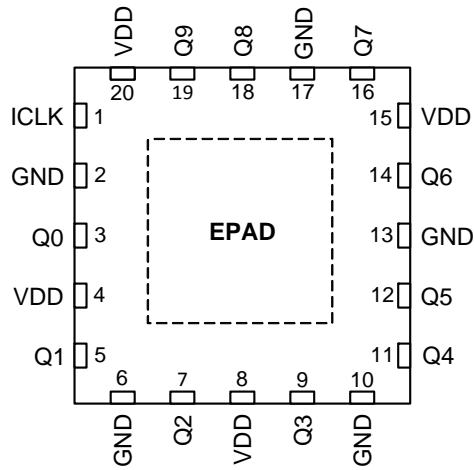 VDD Q9 Q8 GND Q7
20 19 18 17 16
ICLK 1 15 VDD
GND 2 14 Q6
Q0 3 EPAD 13 GND
VDD 4 12 Q5
Q1 5 11 Q4
6 7 8 9 10
GND Q2 VDD Q3 GND